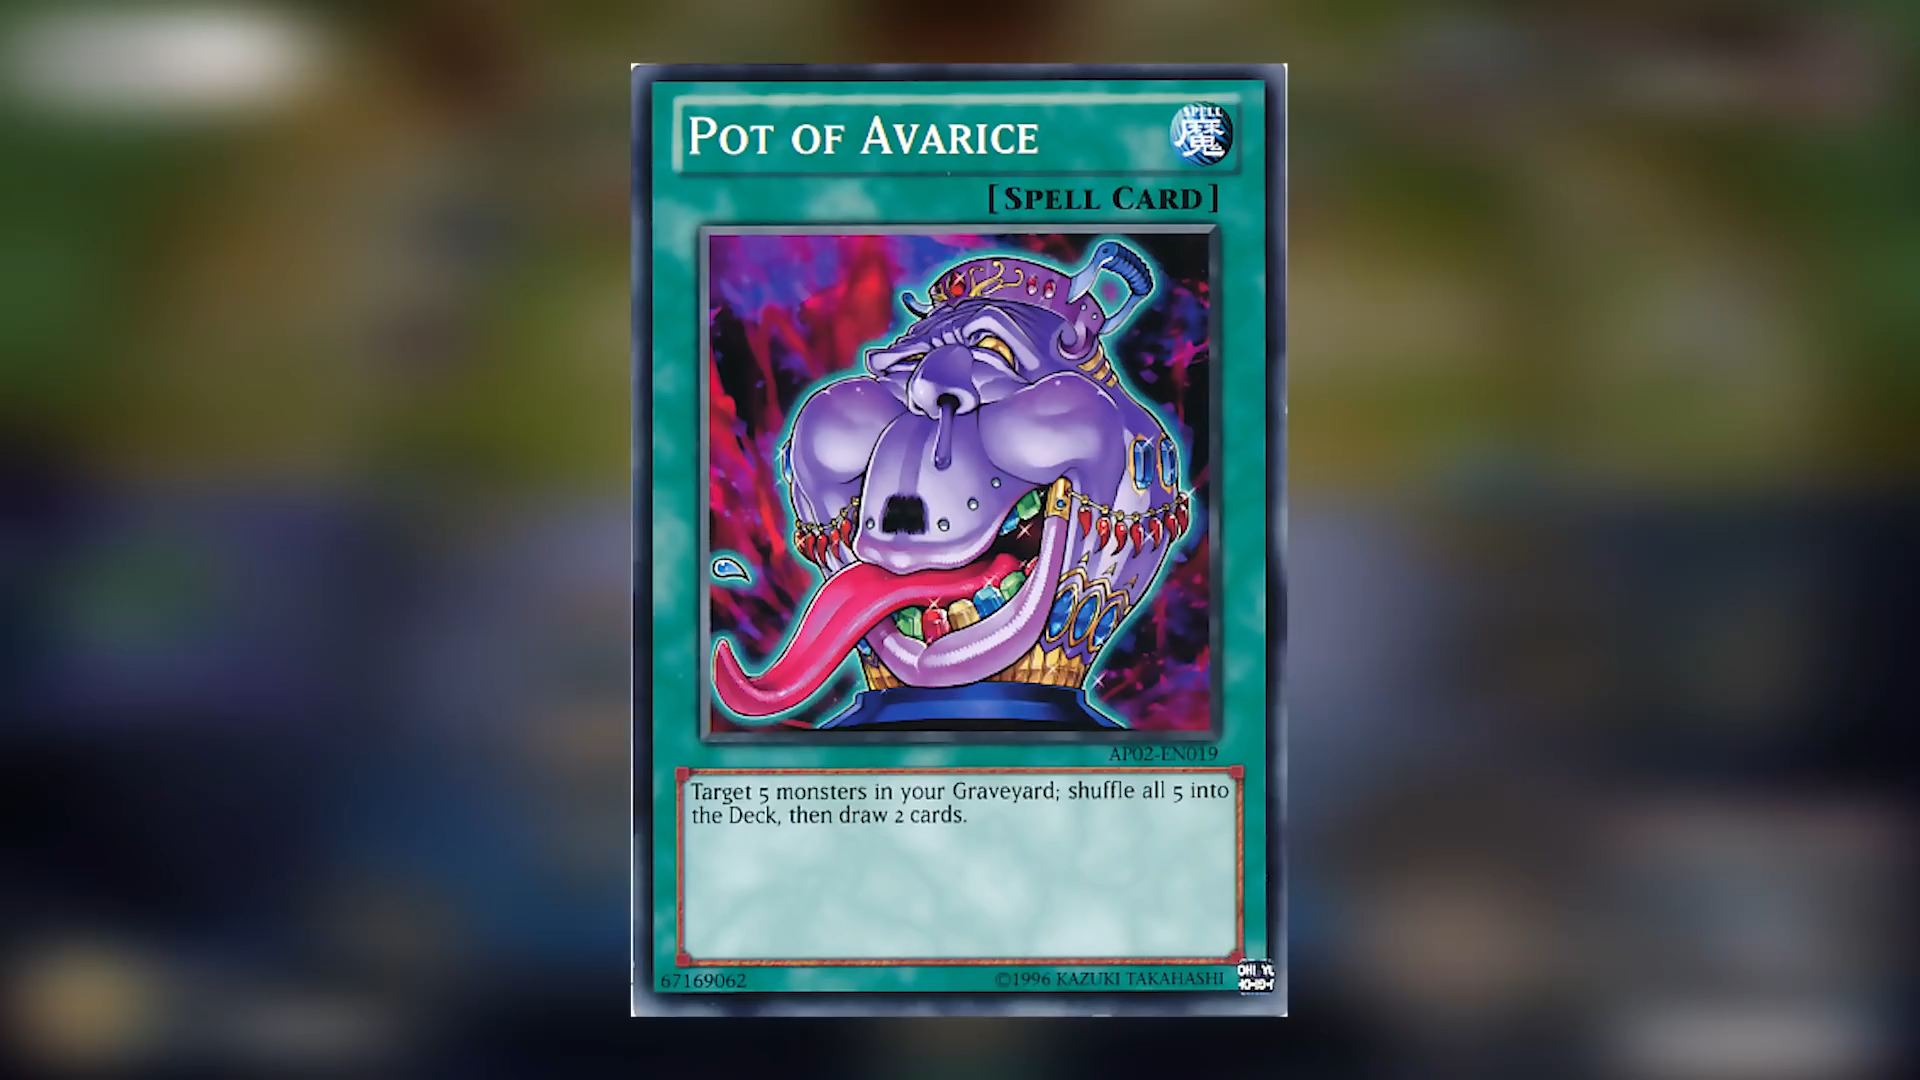 POT OF AVARICE
SPELL
魔
[SPELL CARD]
AP02-EN019
Target 5 monsters in your Graveyard; shuffle all 5 into
the Deck, then draw 2 cards.
67169062
©1996 KAZUKI TAKAHASHI